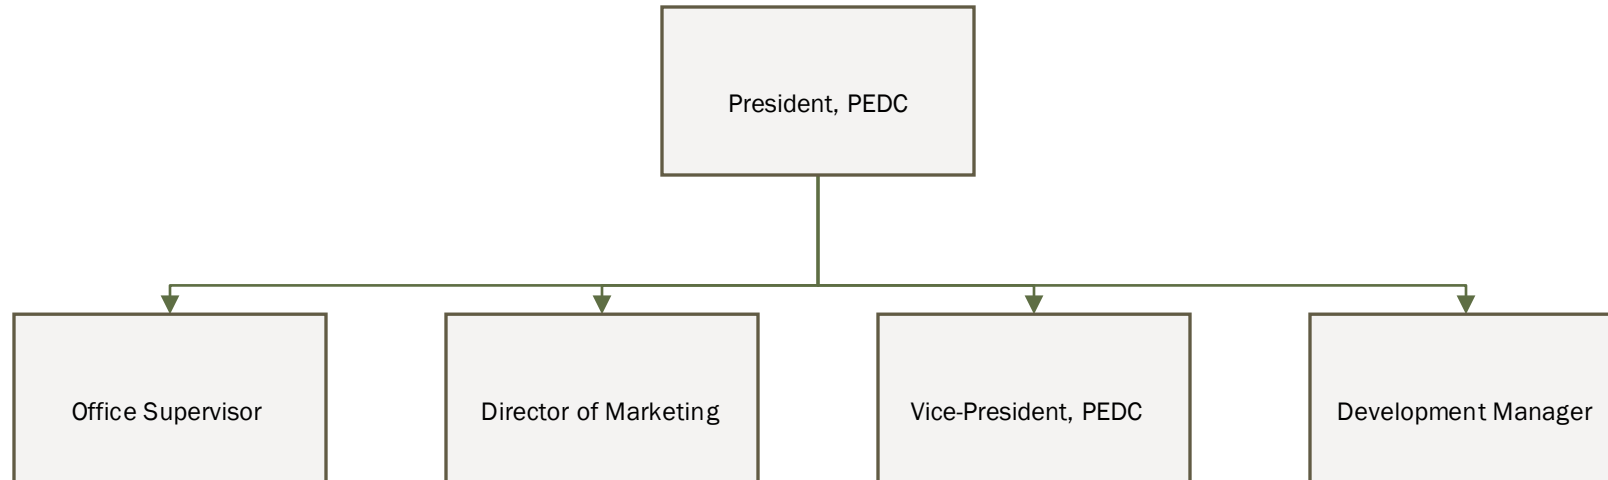 President, PEDC
Office Supervisor
Director of Marketing
Vice-President, PEDC
Development Manager